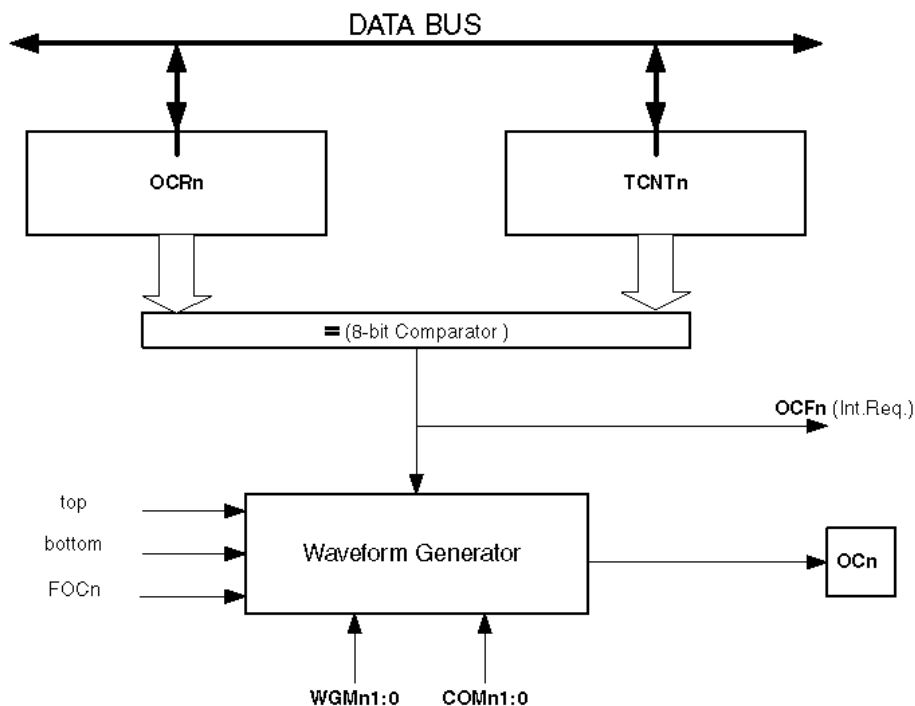 DATA BUS
OCRn
TCNTn
= (8-bit Comparator )
OCFn (Int.Req.)
top
bottom
FOCn
Waveform Generator
OCn
WGMn1:0
COMn1:0